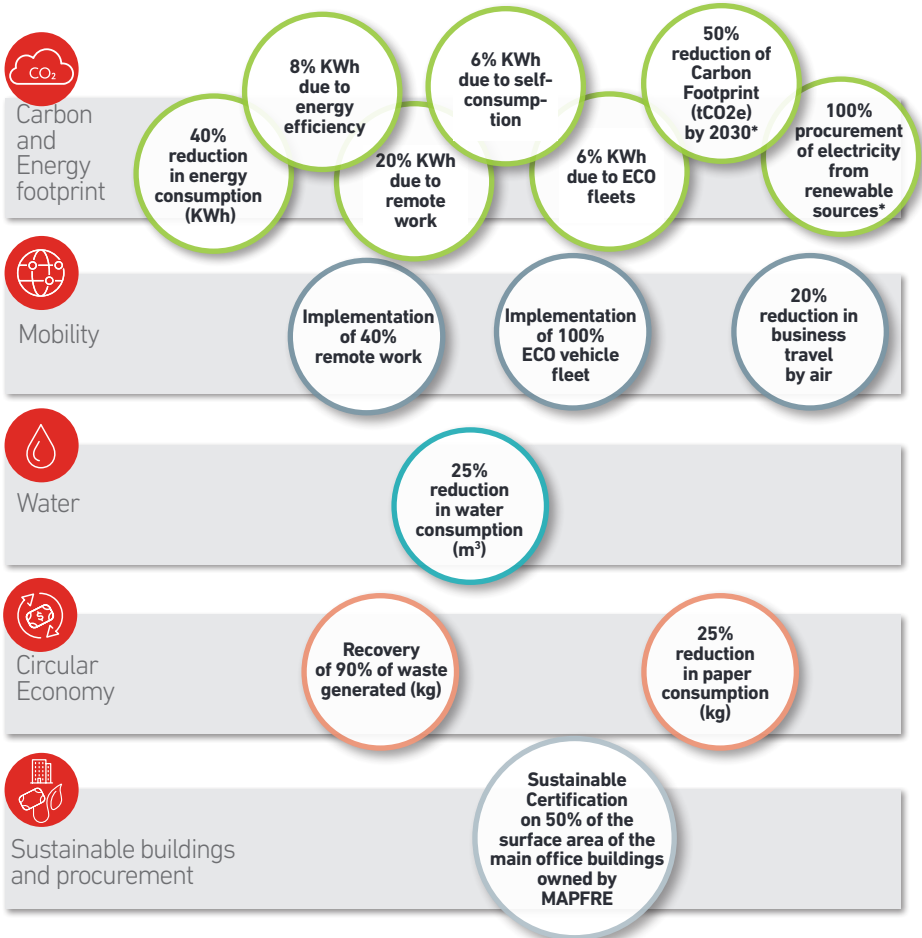 CO₂
Carbon
and
Energy
footprint
40%
reduction
in energy
consumption
(KWh)
8% KWh
due to
energy
efficiency
20% KWh
due to
remote
work
6% KWh
due to self-
consump-
tion
6% KWh
due to ECO
fleets
50%
reduction of
Carbon
Footprint
(tCO2e)
by 2030*
100%
procurement
of electricity
from
renewable
sources*
Mobility
Implementation
of 40%
remote work
Implementation
of 100%
ECO vehicle
fleet
20%
reduction in
business
travel
by air
Water
25%
reduction
in water
consumption
(m³)
$
Circular
Economy
Recovery
of 90% of waste
generated (kg)
25%
reduction
in paper
consumption
(kg)
Sustainable buildings
and procurement
Sustainable
Certification
on 50% of the
surface area of the
main office buildings
owned by
MAPFRE